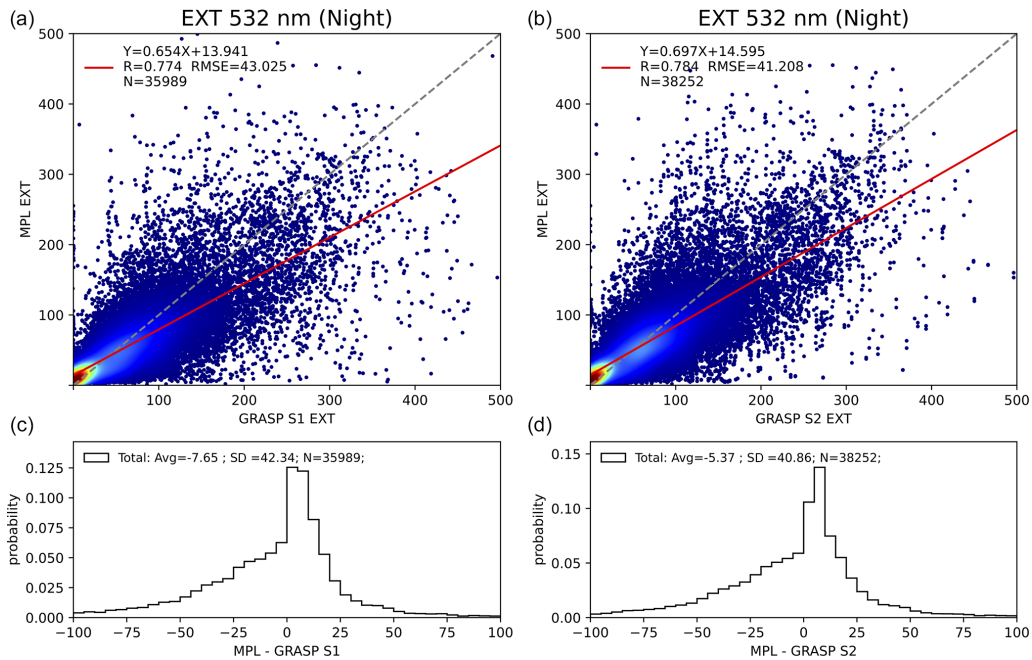 (a)
EXT 532 nm (Night)
Y=0.654X+13.941
R=0.774 RMSE=43.025
N=35989
500
400
300
200
100
MPL EXT
100 200 300 400 500
GRASP S1 EXT
(b)
EXT 532 nm (Night)
Y=0.697X+14.595
R=0.784 RMSE=41.208
N=38252
500
400
300
200
100
MPL EXT
100 200 300 400 500
GRASP S2 EXT
(c)
Total: Avg=-7.65 ; SD =42.34; N=35989;
0.125
0.100
0.075
0.050
0.025
0.000
probability
−100 −75 −50 −25 0 25 50 75 100
MPL - GRASP S1
(d)
Total: Avg=-5.37 ; SD =40.86; N=38252;
0.15
0.10
0.05
0.00
probability
−100 −75 −50 −25 0 25 50 75 100
MPL - GRASP S2